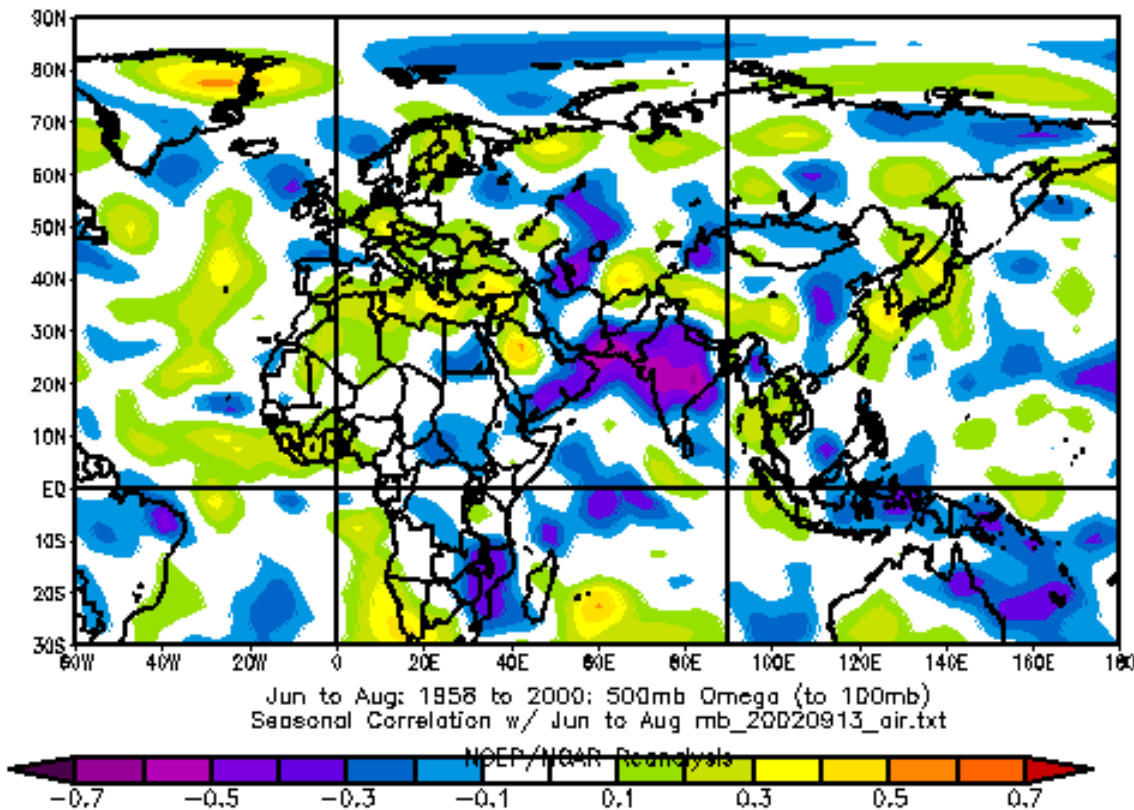 90N
80N
70N
60N
50N
40N
30N
20N
10N
EQ
10S
20S
30S
60W 40W 20W 0 20E 40E 60E 80E 100E 120E 140E 160E 180
Jun to Aug: 1958 to 2000: 500mb Omega (to 100mb)
Seasonal Correlation w/ Jun to Aug mb_20020913_air.txt
NCEP/NCAR Reanalysis
-0.7 -0.5 -0.3 -0.1 0.1 0.3 0.5 0.7